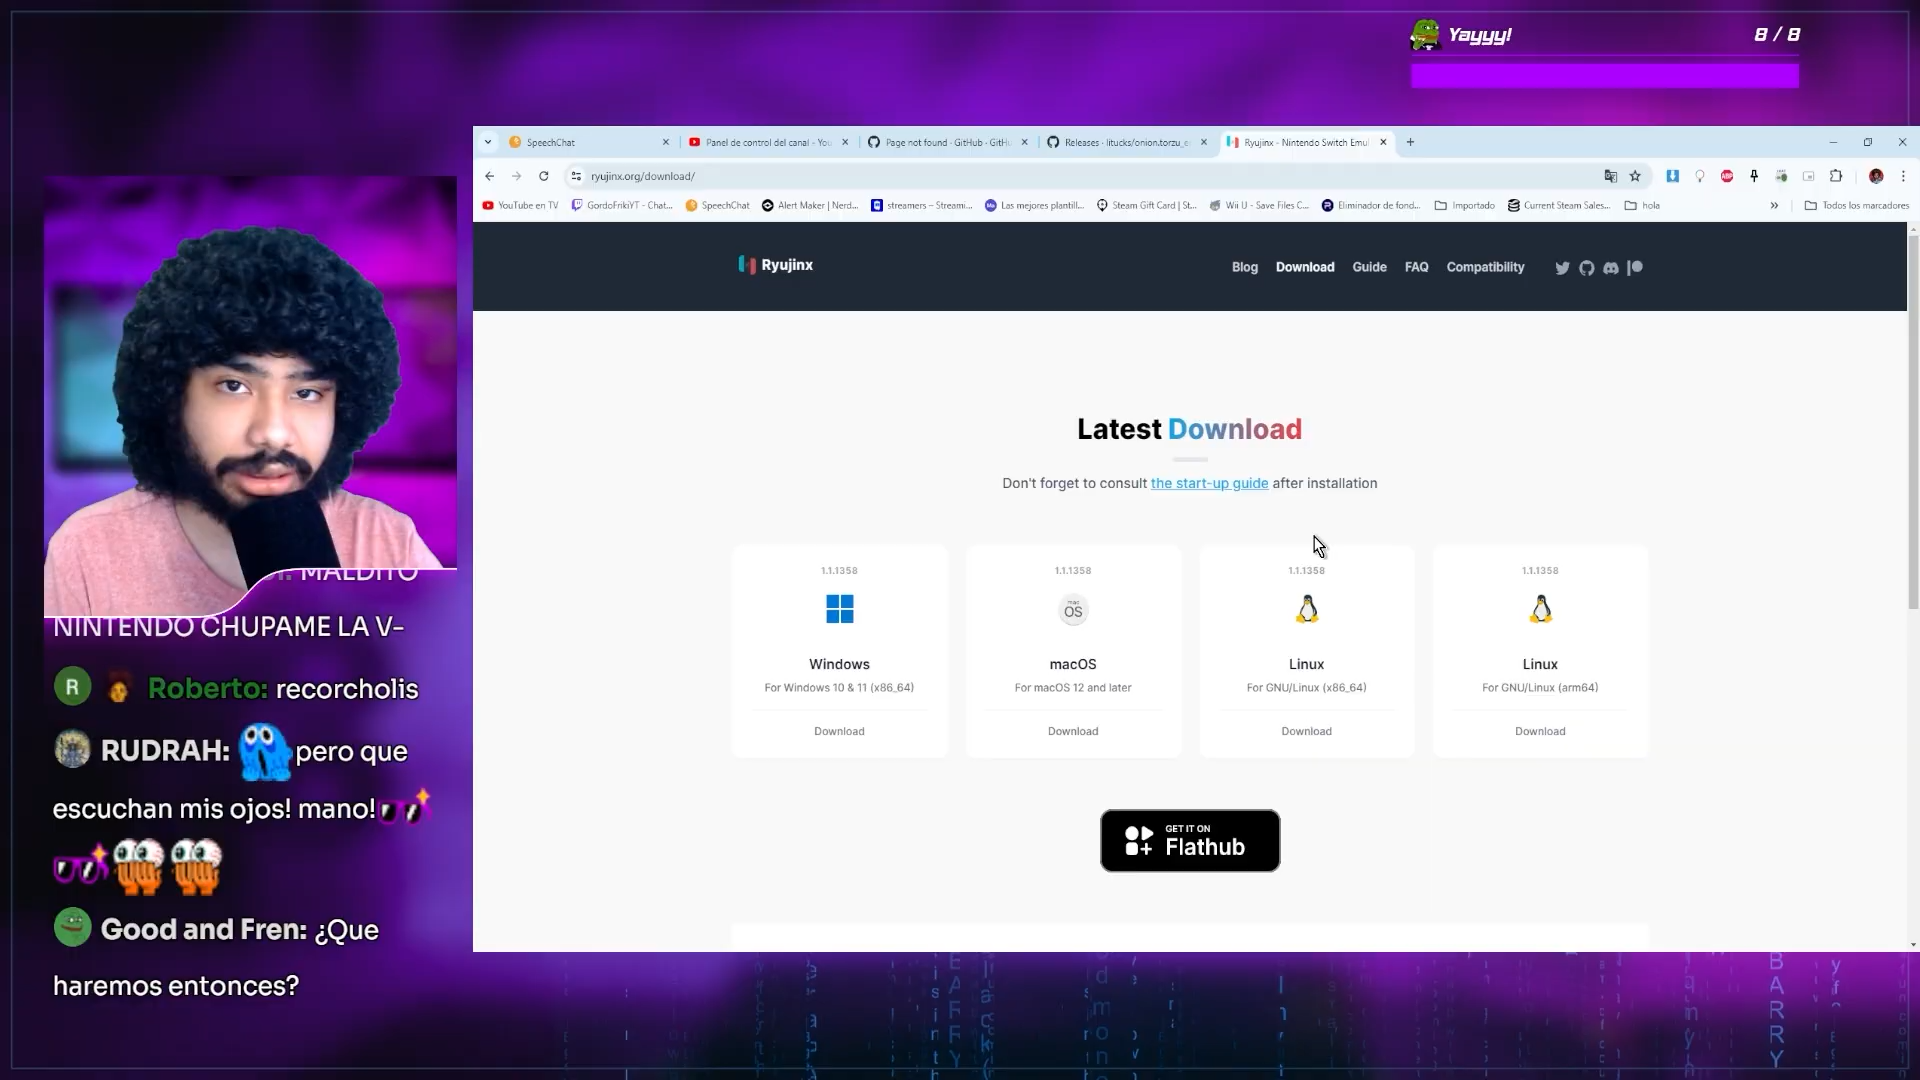 Yayyy!
8 / 8
SpeechChat
Panel de control del canal - You
Page not found · GitHub · GitHu
Releases · litucks/onion.torzu_e
Ryujinx - Nintendo Switch Emul
ryujinx.org/download/
YouTube en TV
GordoFrikiYT - Chat...
SpeechChat
Alert Maker | Nerd...
streamers – Streami...
Las mejores plantill...
Steam Gift Card | St...
Wii U - Save Files C...
Eliminador de fond...
Importado
Current Steam Sales...
hola
Todos los marcadores
Ryujinx
Blog
Download
Guide
FAQ
Compatibility
Latest Download
Don't forget to consult the start-up guide after installation
1.1.1358
Windows
For Windows 10 & 11 (x86_64)
Download
1.1.1358
mac
OS
macOS
For macOS 12 and later
Download
1.1.1358
Linux
For GNU/Linux (x86_64)
Download
1.1.1358
Linux
For GNU/Linux (arm64)
Download
GET IT ON
Flathub
MALDITO
NINTENDO CHUPAME LA V-
R
Roberto: recorcholis
RUDRAH: pero que
escuchan mis ojos! mano!
Good and Fren: ¿Que
haremos entonces?